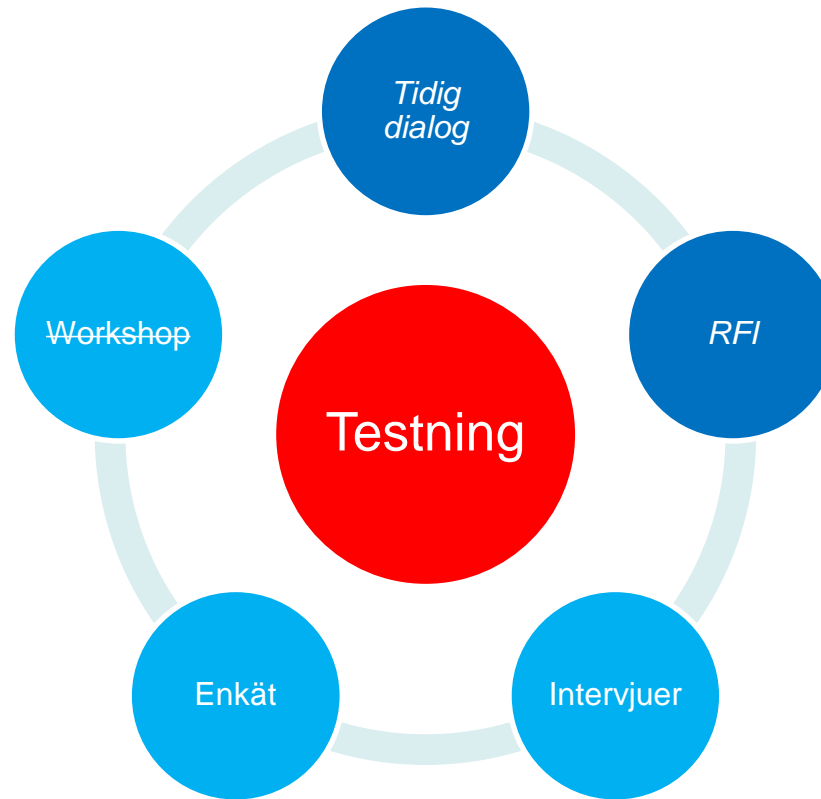 Tidig
dialog
Workshop
RFI
Testning
Enkät
Intervjuer